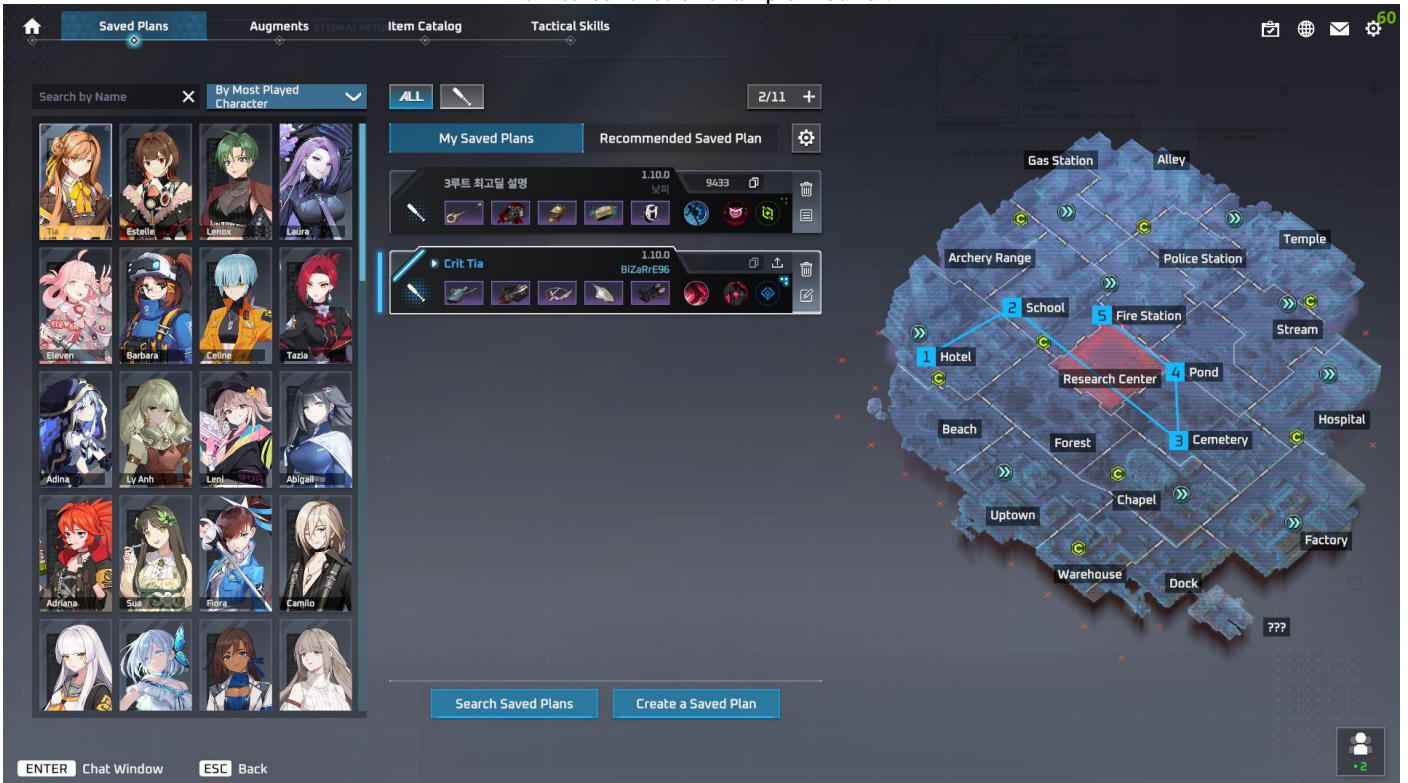 Saved Plans
Augments
Item Catalog
Tactical Skills
60
Search by Name
By Most Played
Character
ALL
2/11
My Saved Plans
Recommended Saved Plan
Tia
Estelle
Lenox
Laura
3루트 최고딜 설명
1.10.0
낮피
9433
Crit Tia
1.10.0
BlZaRrE96
Eleven
Barbara
Celine
Tazia
Adina
Ly Anh
Leni
Abigail
Adriana
Sua
Fiora
Camilo
Gas Station
Alley
Temple
Archery Range
Police Station
2 School
5 Fire Station
Stream
1 Hotel
Research Center
4 Pond
Hospital
Beach
Forest
3 Cemetery
Chapel
Uptown
Factory
Warehouse
Dock
???
Search Saved Plans
Create a Saved Plan
ENTER Chat Window
ESC Back
2